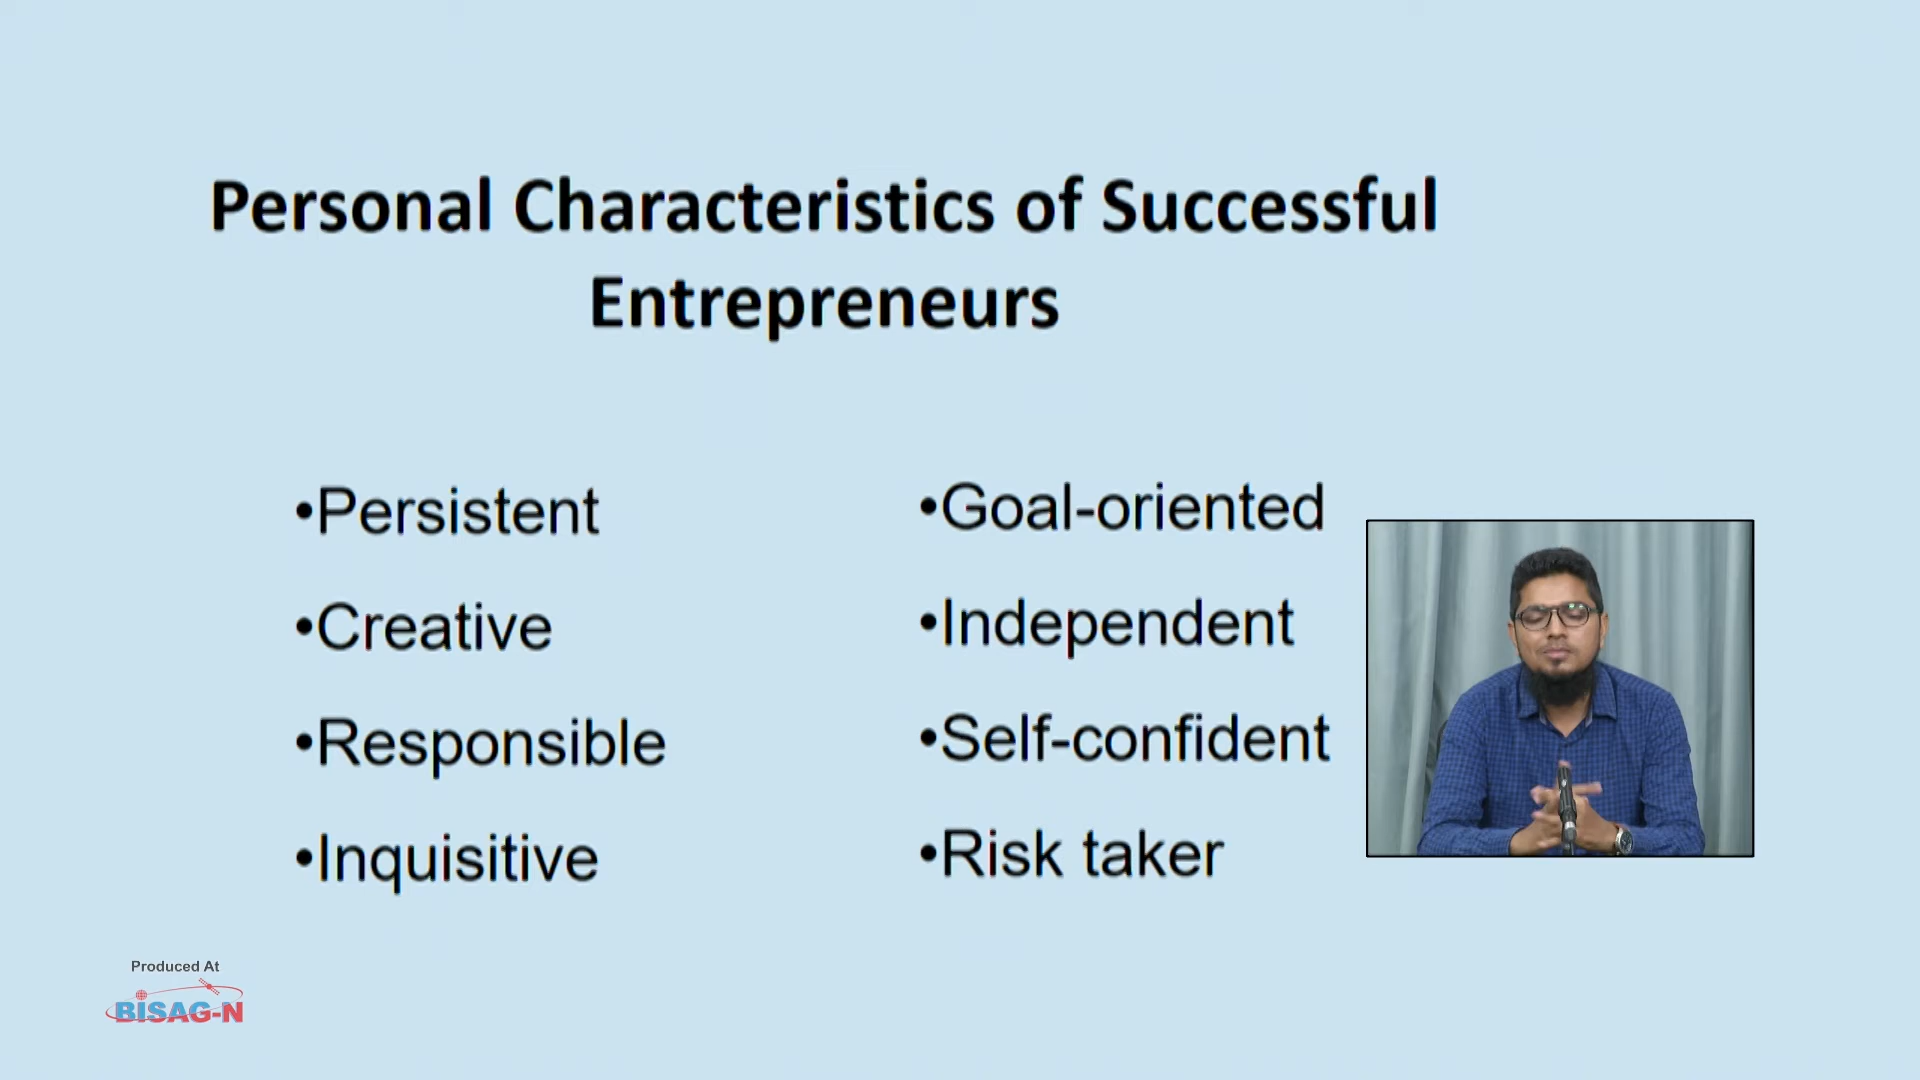 Personal Characteristics of Successful
Entrepreneurs
•Persistent
•Creative
•Responsible
•Inquisitive
•Goal-oriented
•Independent
•Self-confident
•Risk taker
Produced At
BISAG-N